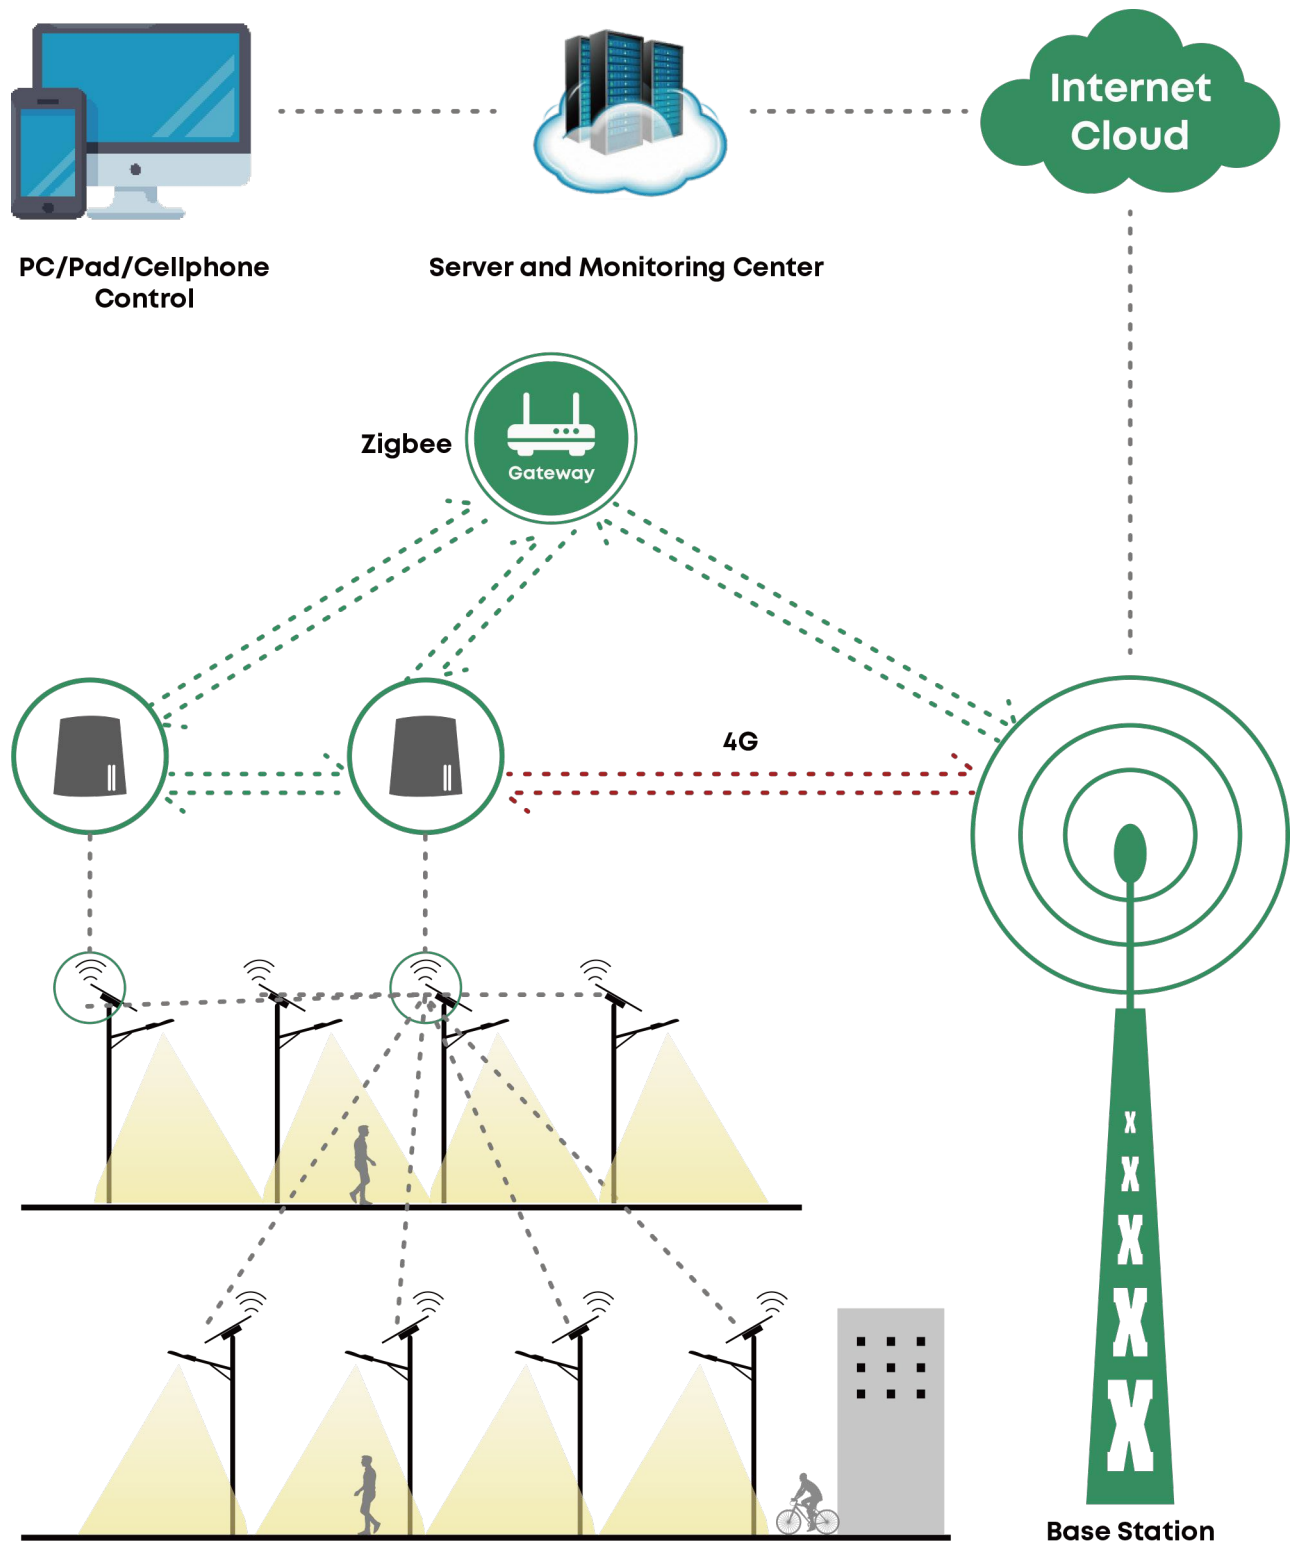 Internet
Cloud
PC/Pad/Cellphone
Control
Server and Monitoring Center
Zigbee
Gateway
4G
Base Station